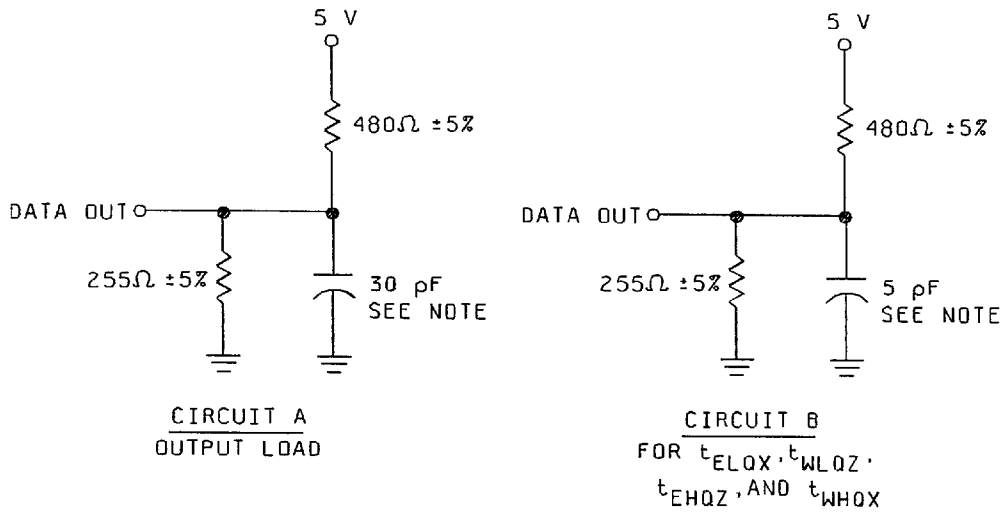 5 V
480Ω ±5%
DATA OUT
255Ω ±5%
30 pF
SEE NOTE
CIRCUIT A
OUTPUT LOAD
5 V
480Ω ±5%
DATA OUT
255Ω ±5%
5 pF
SEE NOTE
CIRCUIT B
FOR tELQX, tWLQZ,
tEHQZ, AND tWHQX